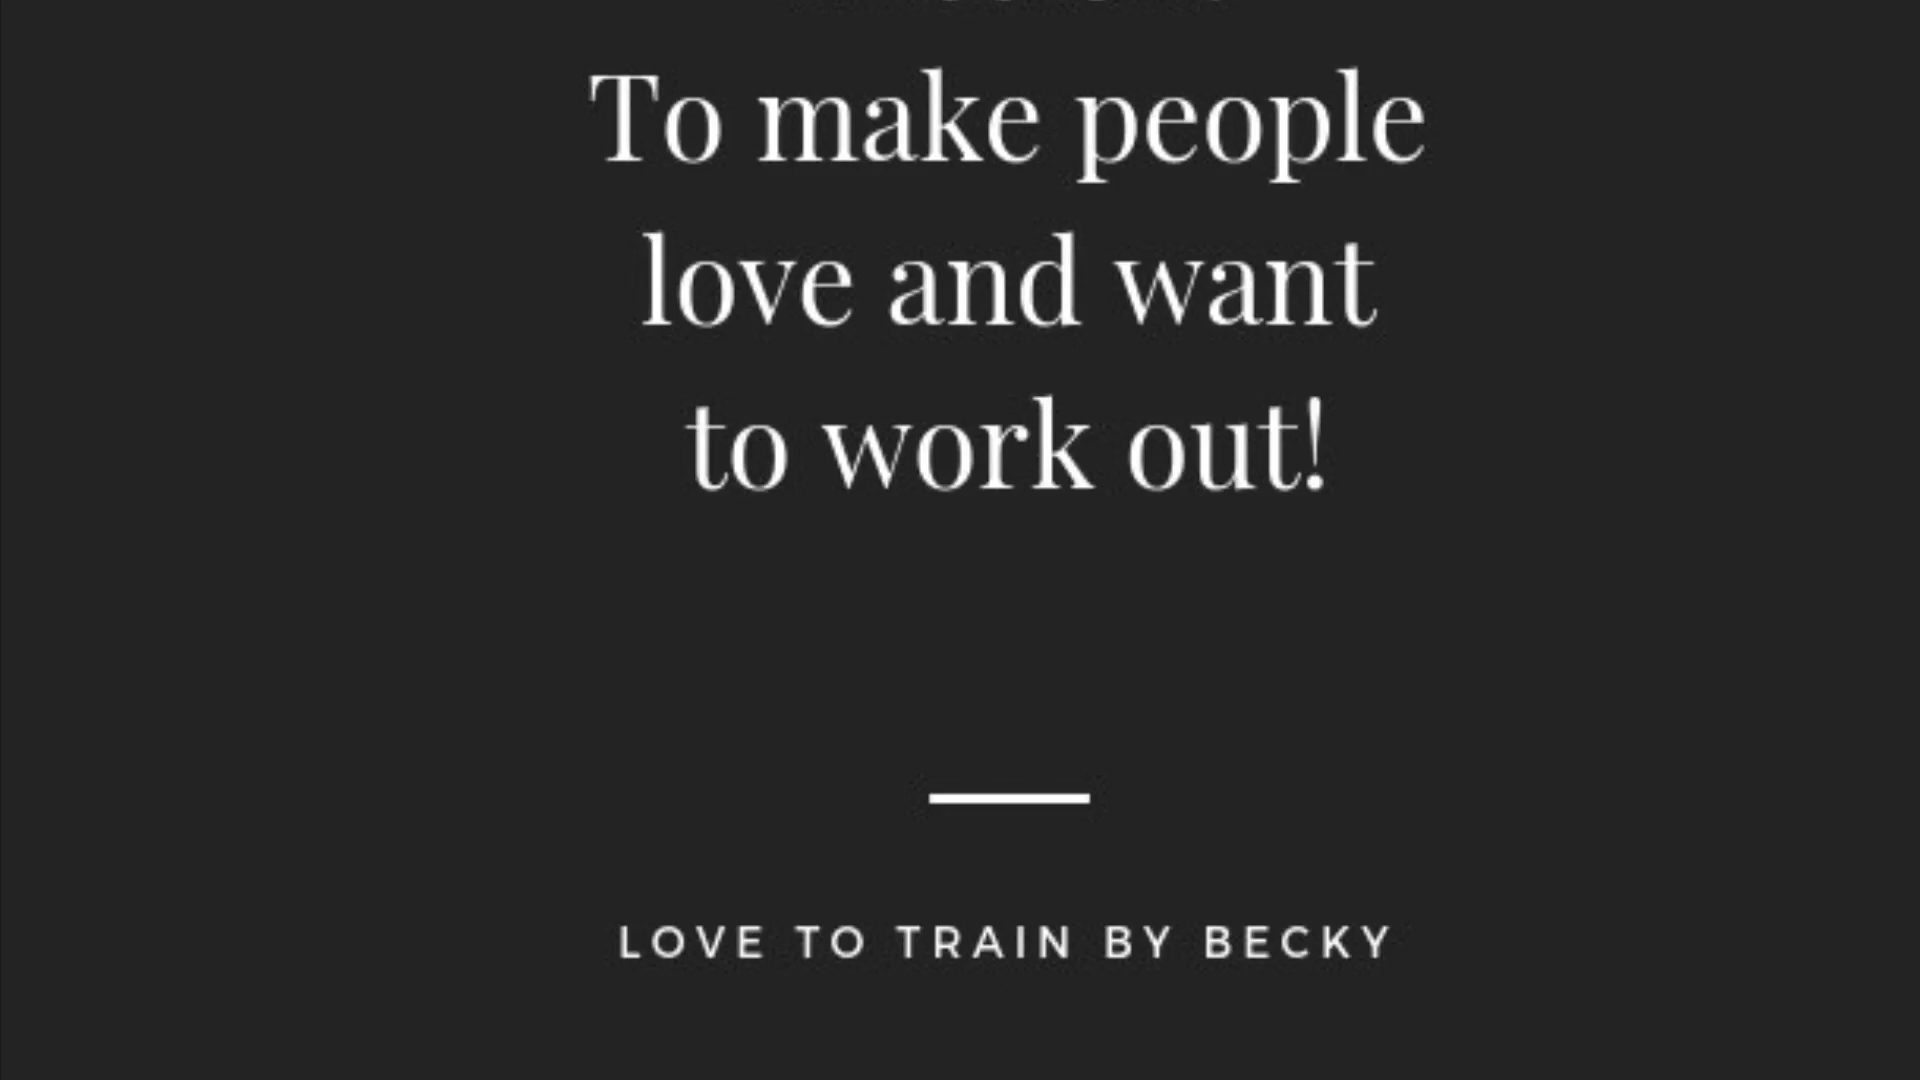 To make people
love and want
to work out!
LOVE TO TRAIN BY BECKY